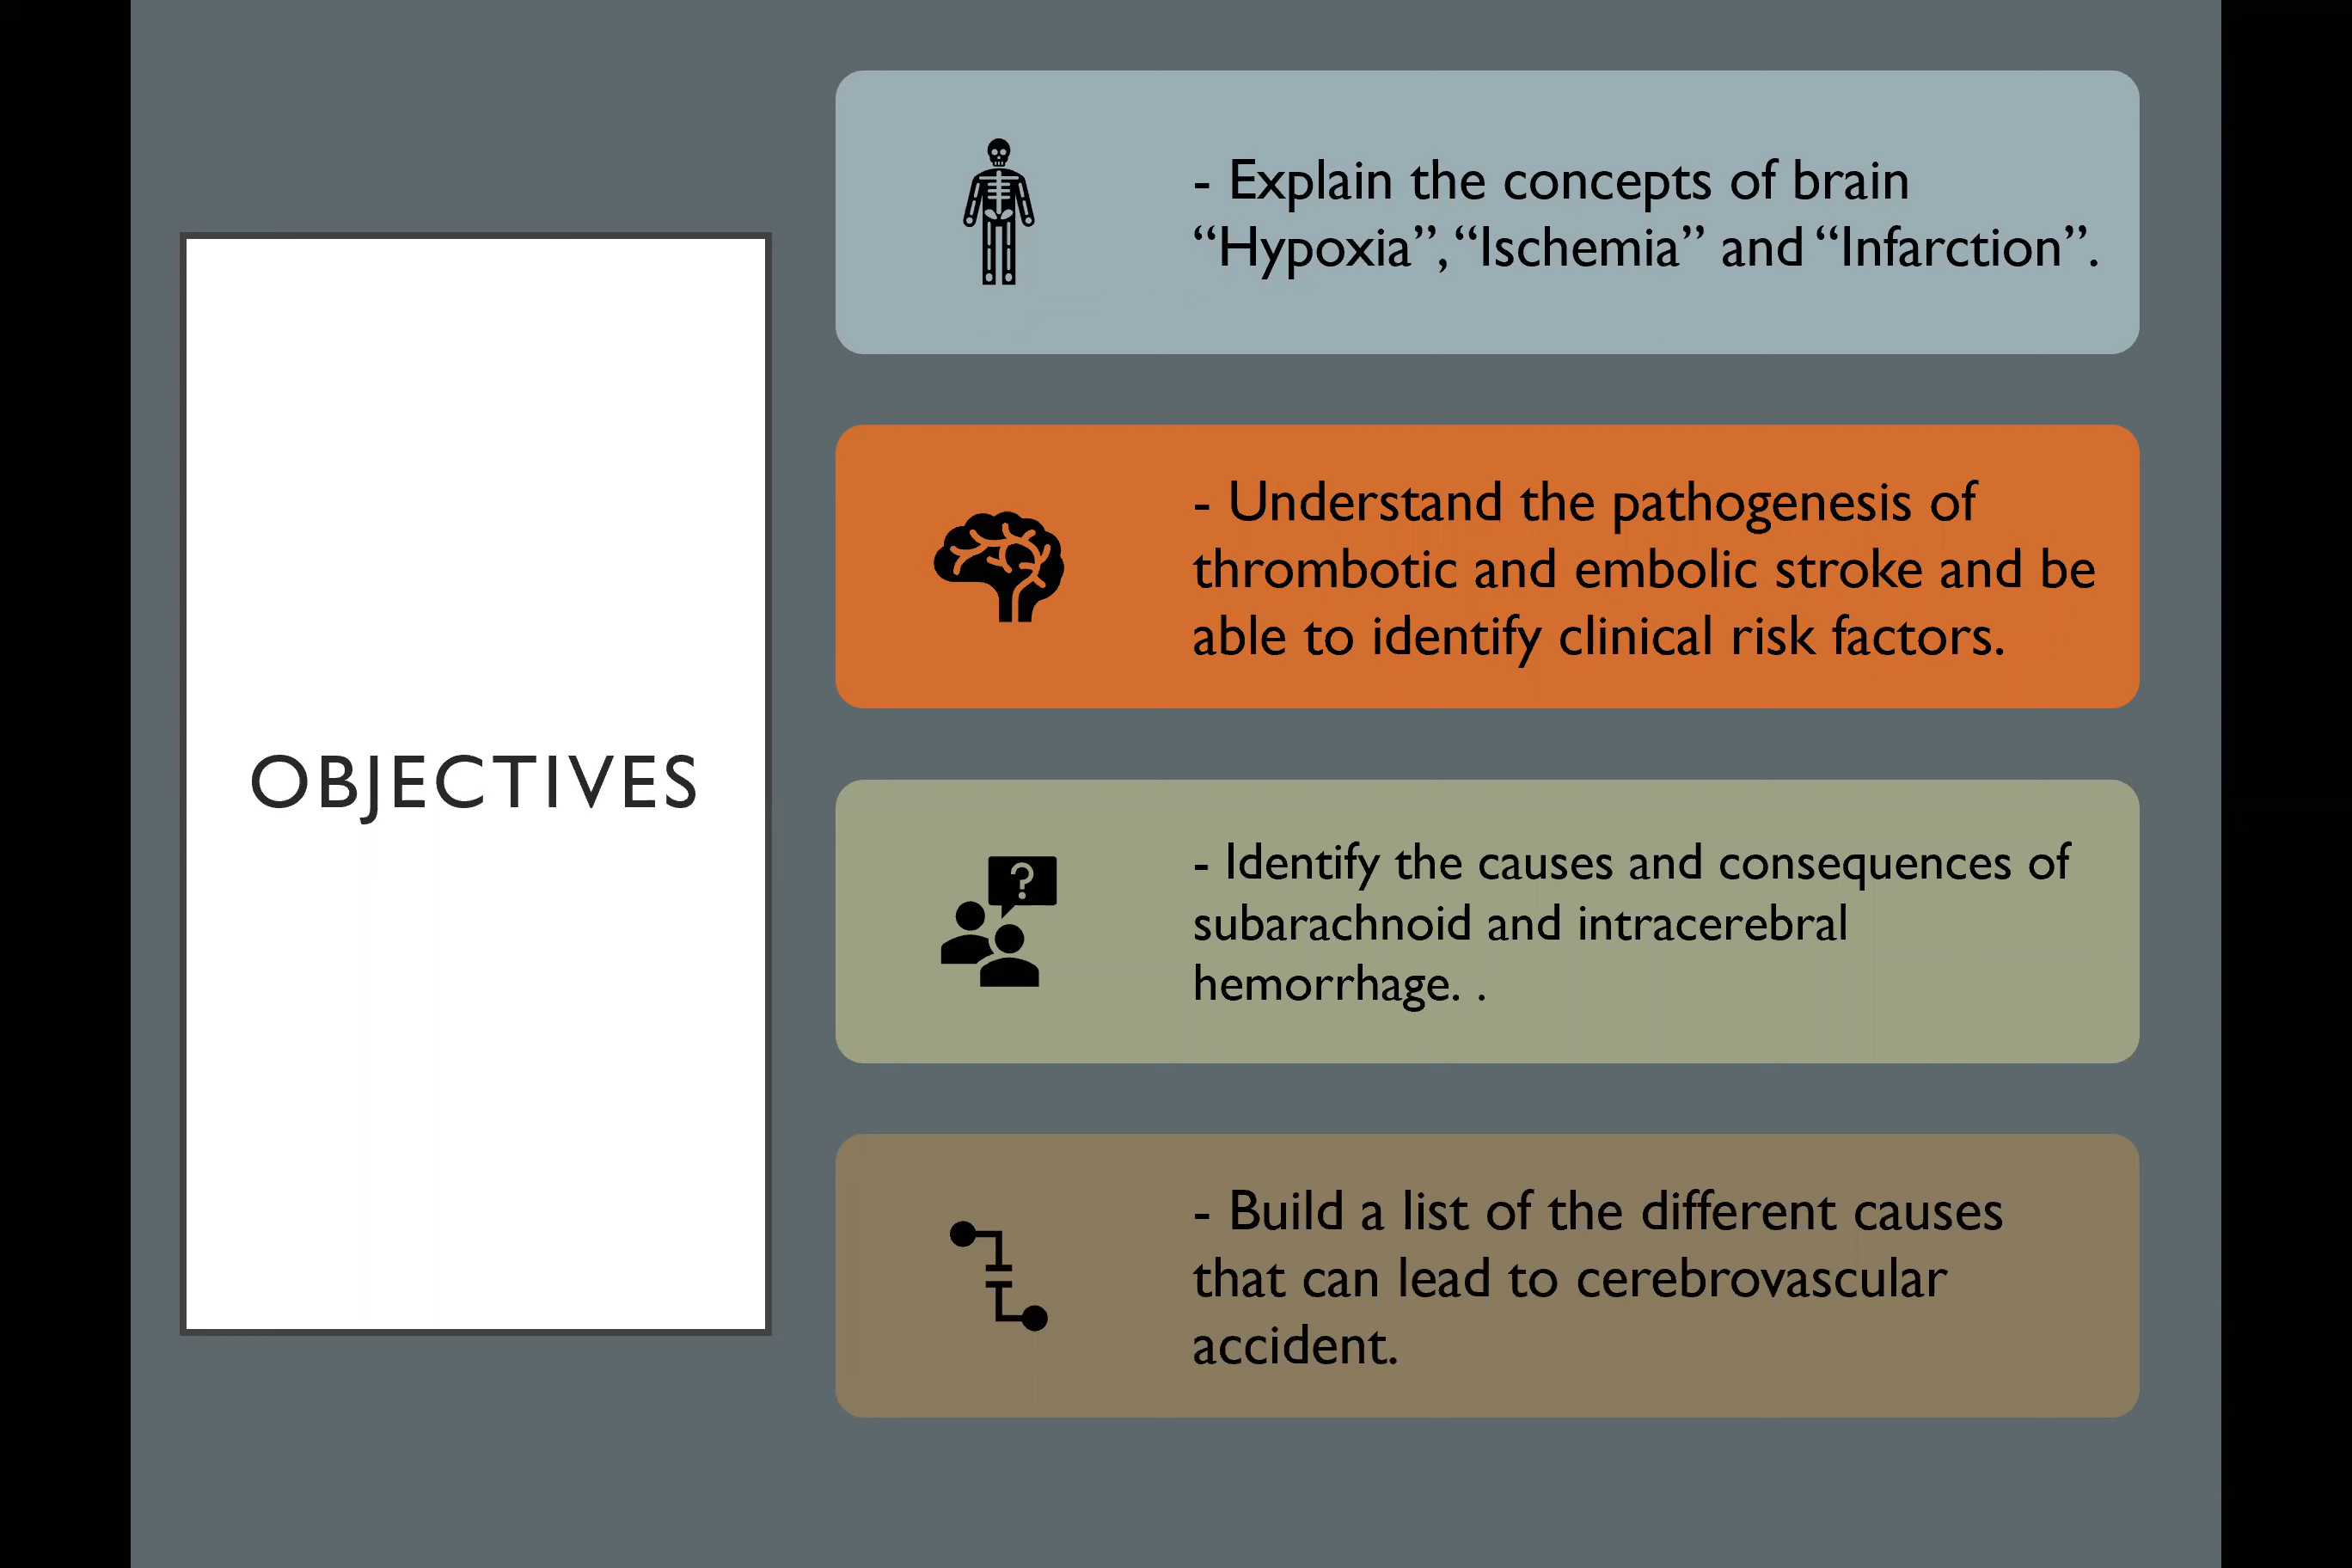 OBJECTIVES
- Explain the concepts of brain
“Hypoxia”, “Ischemia” and “Infarction”.
- Understand the pathogenesis of
thrombotic and embolic stroke and be
able to identify clinical risk factors.
?
- Identify the causes and consequences of
subarachnoid and intracerebral
hemorrhage. .
- Build a list of the different causes
that can lead to cerebrovascular
accident.